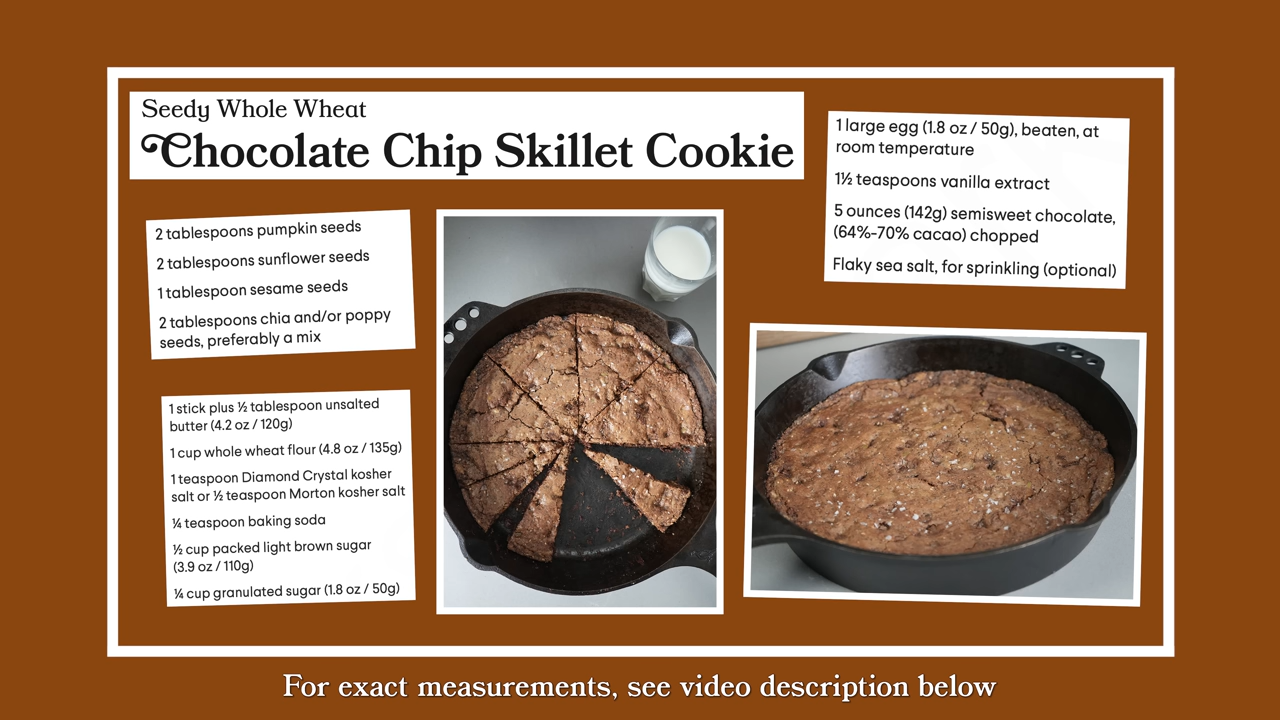 Seedy Whole Wheat
Chocolate Chip Skillet Cookie
2 tablespoons pumpkin seeds
2 tablespoons sunflower seeds
1 tablespoon sesame seeds
2 tablespoons chia and/or poppy
seeds, preferably a mix
1 stick plus ½ tablespoon unsalted
butter (4.2 oz / 120g)
1 cup whole wheat flour (4.8 oz / 135g)
1 teaspoon Diamond Crystal kosher
salt or ½ teaspoon Morton kosher salt
¼ teaspoon baking soda
½ cup packed light brown sugar
(3.9 oz / 110g)
¼ cup granulated sugar (1.8 oz / 50g)
1 large egg (1.8 oz / 50g), beaten, at
room temperature
1½ teaspoons vanilla extract
5 ounces (142g) semisweet chocolate,
(64%-70% cacao) chopped
Flaky sea salt, for sprinkling (optional)
For exact measurements, see video description below